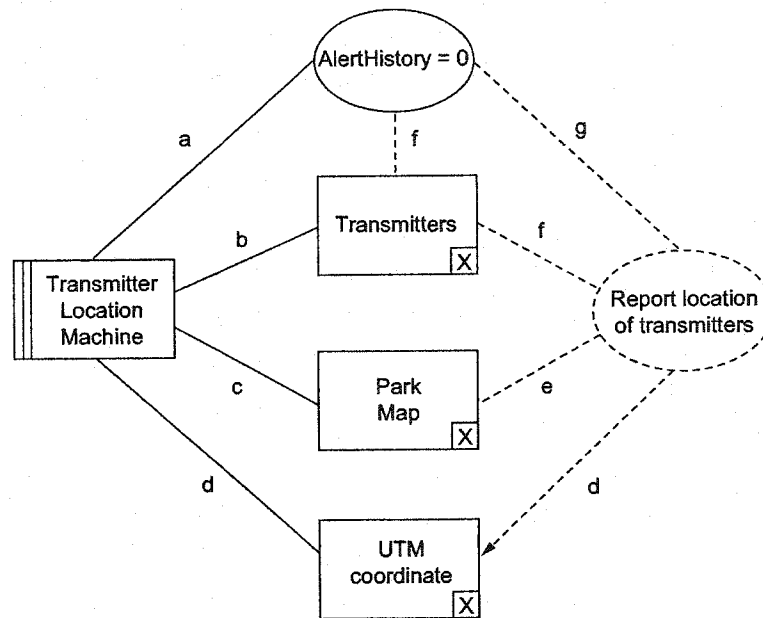 AlertHistory = 0
a
g
f
Transmitters
X
b
f
Transmitter
Location
Machine
Report location
of transmitters
Park
Map
X
c
e
d
d
UTM
coordinate
X